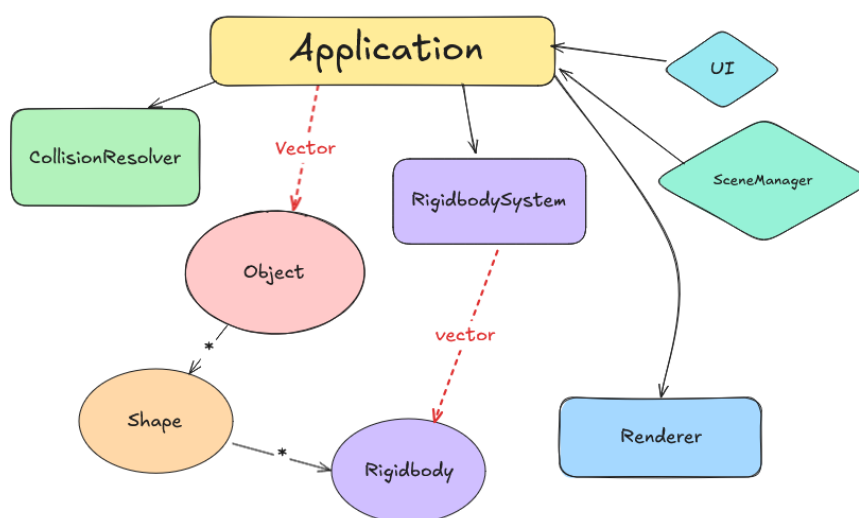 Application
UI
CollisionResolver
Vector
SceneManager
RigidbodySystem
Object
vector
*
Shape
Renderer
*
Rigidbody